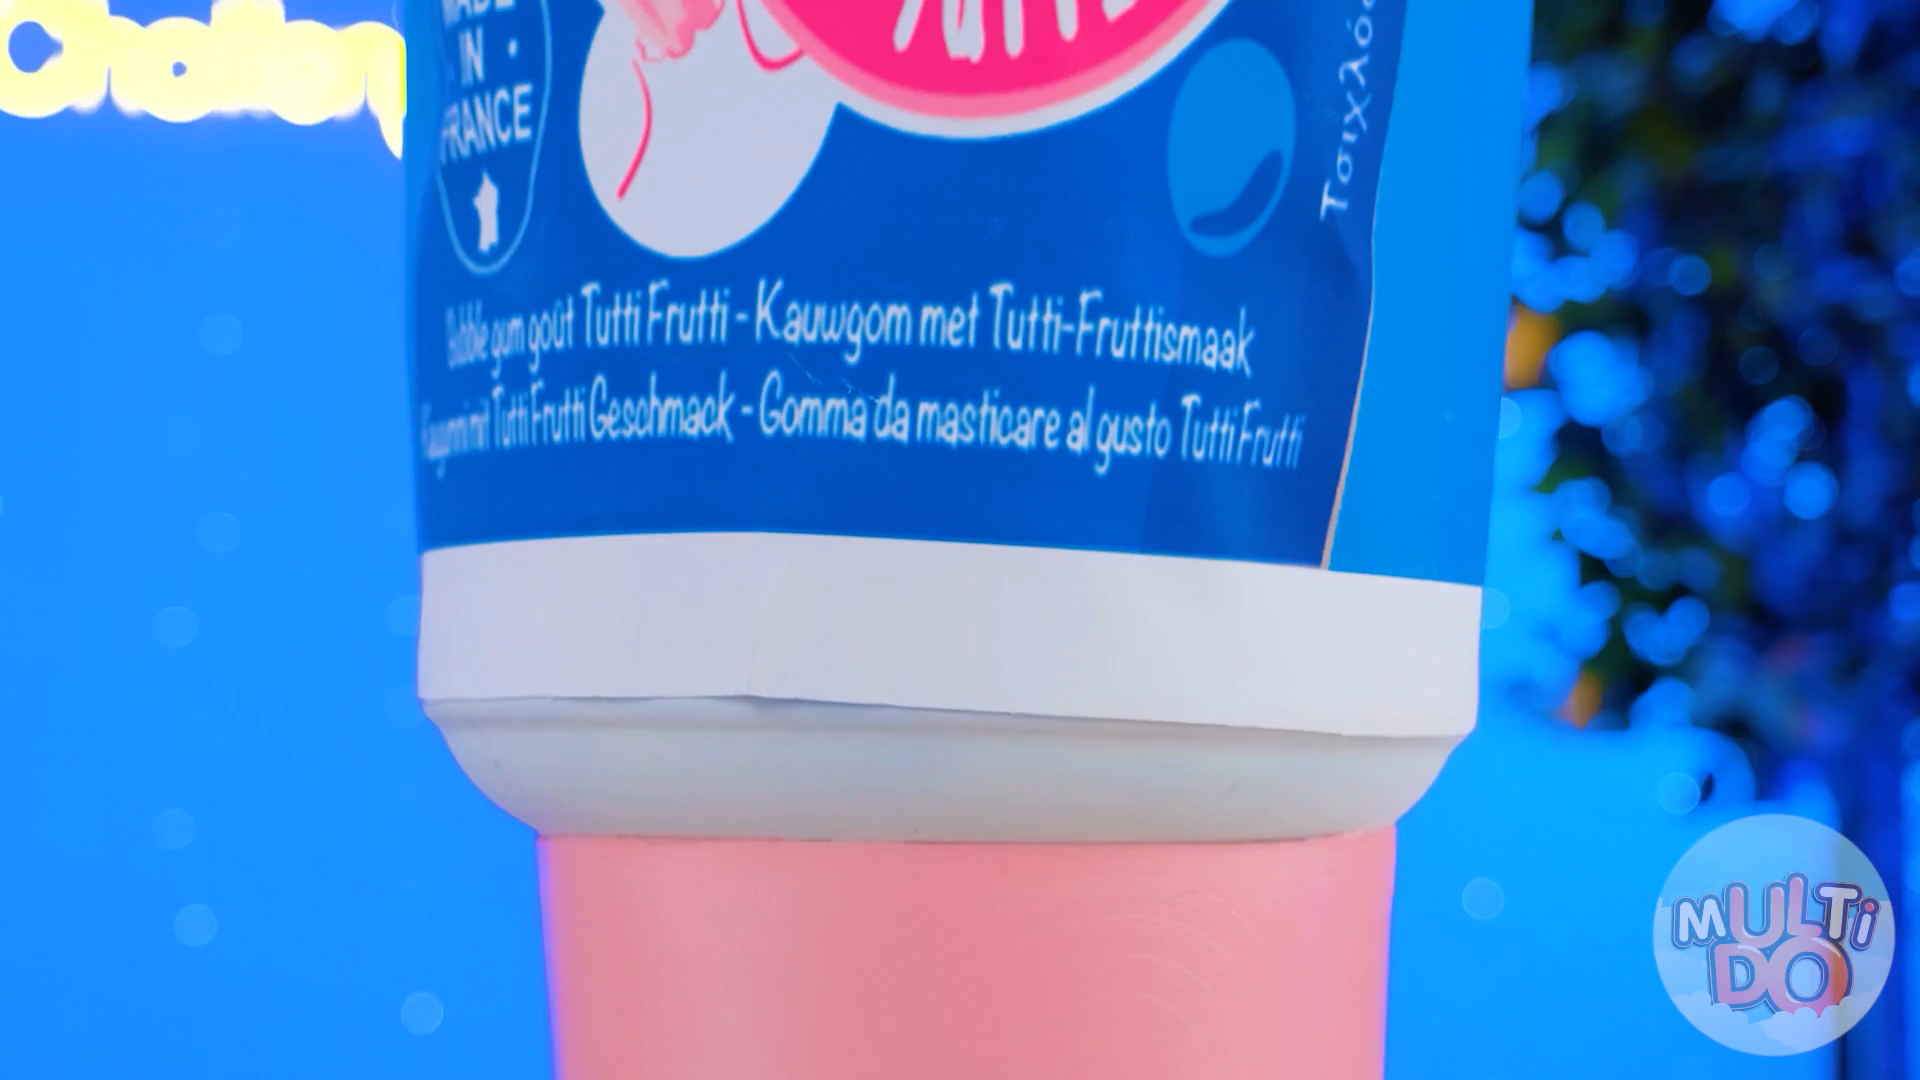 MADE
IN
FRANCE
Bubble gum goût Tutti Frutti - Kauwgom met Tutti-Fruttismaak
mit Tutti Frutti Geschmack - Gomma da masticare al gusto Tutti Frutti
MULTi
DO